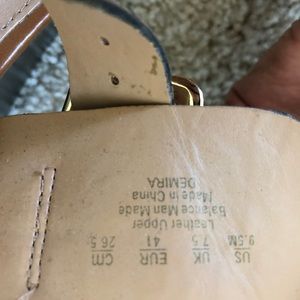 US UK EUR CM
9.5M 7.5 41 26.5
Leather Upper
Balance Man Made
Made in China
DEMIRA